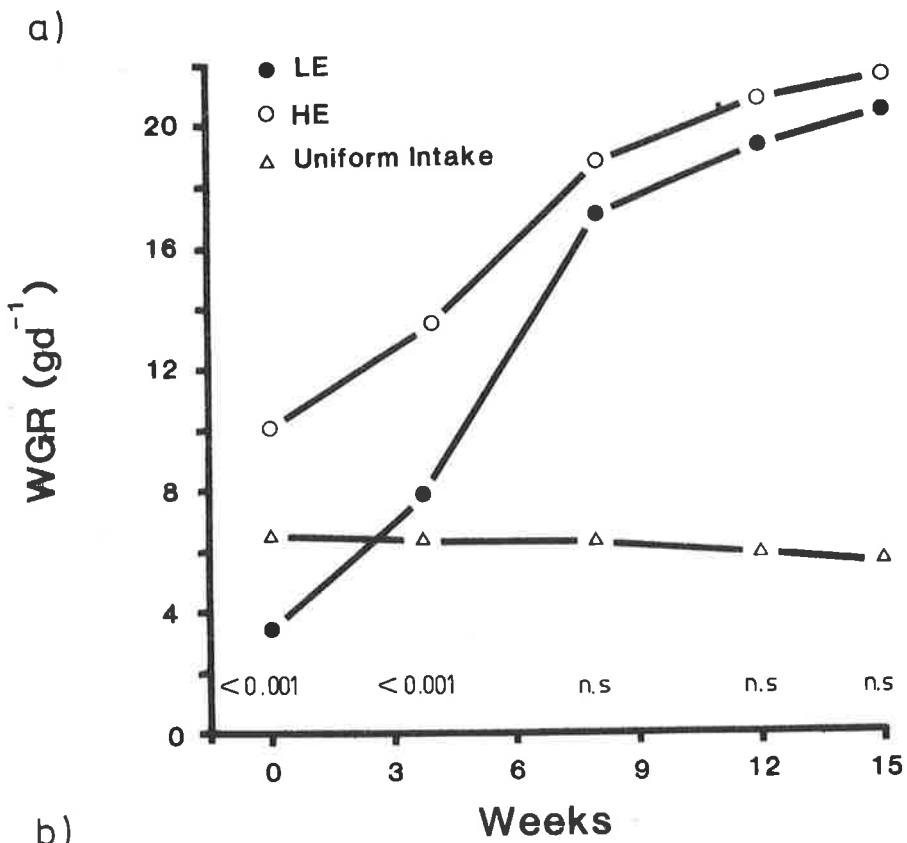 a)
LE
HE
Uniform Intake
20
16
12
8
4
0
WGR (gd⁻¹)
<0.001 <0.001 n.s n.s n.s
0 3 6 9 12 15
Weeks
b)